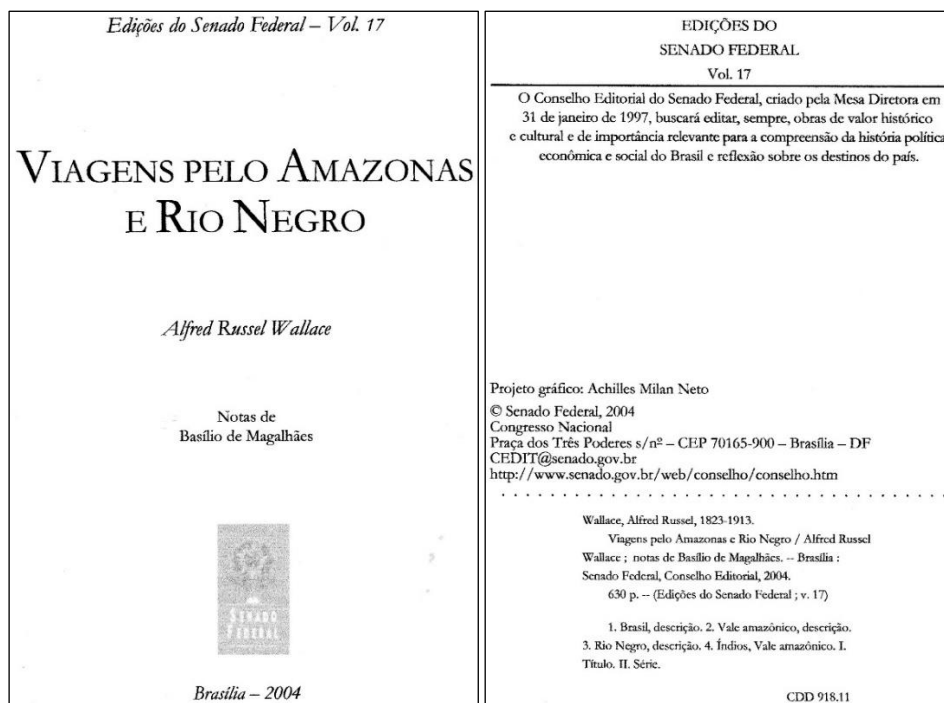 Edições do Senado Federal – Vol. 17
VIAGENS PELO AMAZONAS
E RIO NEGRO
Alfred Russel Wallace
Notas de
Basílio de Magalhães
SENADO
FEDERAL
Brasília – 2004
EDIÇÕES DO
SENADO FEDERAL
Vol. 17
O Conselho Editorial do Senado Federal, criado pela Mesa Diretora em
31 de janeiro de 1997, buscará editar, sempre, obras de valor histórico
e cultural e de importância relevante para a compreensão da história política,
econômica e social do Brasil e reflexão sobre os destinos do país.
Projeto gráfico: Achilles Milan Neto
© Senado Federal, 2004
Congresso Nacional
Praça dos Três Poderes s/nº – CEP 70165-900 – Brasília – DF
CEDIT@senado.gov.br
http://www.senado.gov.br/web/conselho/conselho.htm
Wallace, Alfred Russel, 1823-1913.
Viagens pelo Amazonas e Rio Negro / Alfred Russel
Wallace ; notas de Basílio de Magalhães. -- Brasília :
Senado Federal, Conselho Editorial, 2004.
630 p. -- (Edições do Senado Federal ; v. 17)
1. Brasil, descrição. 2. Vale amazônico, descrição.
3. Rio Negro, descrição. 4. Índios, Vale amazônico. I.
Título. II. Série.
CDD 918.11